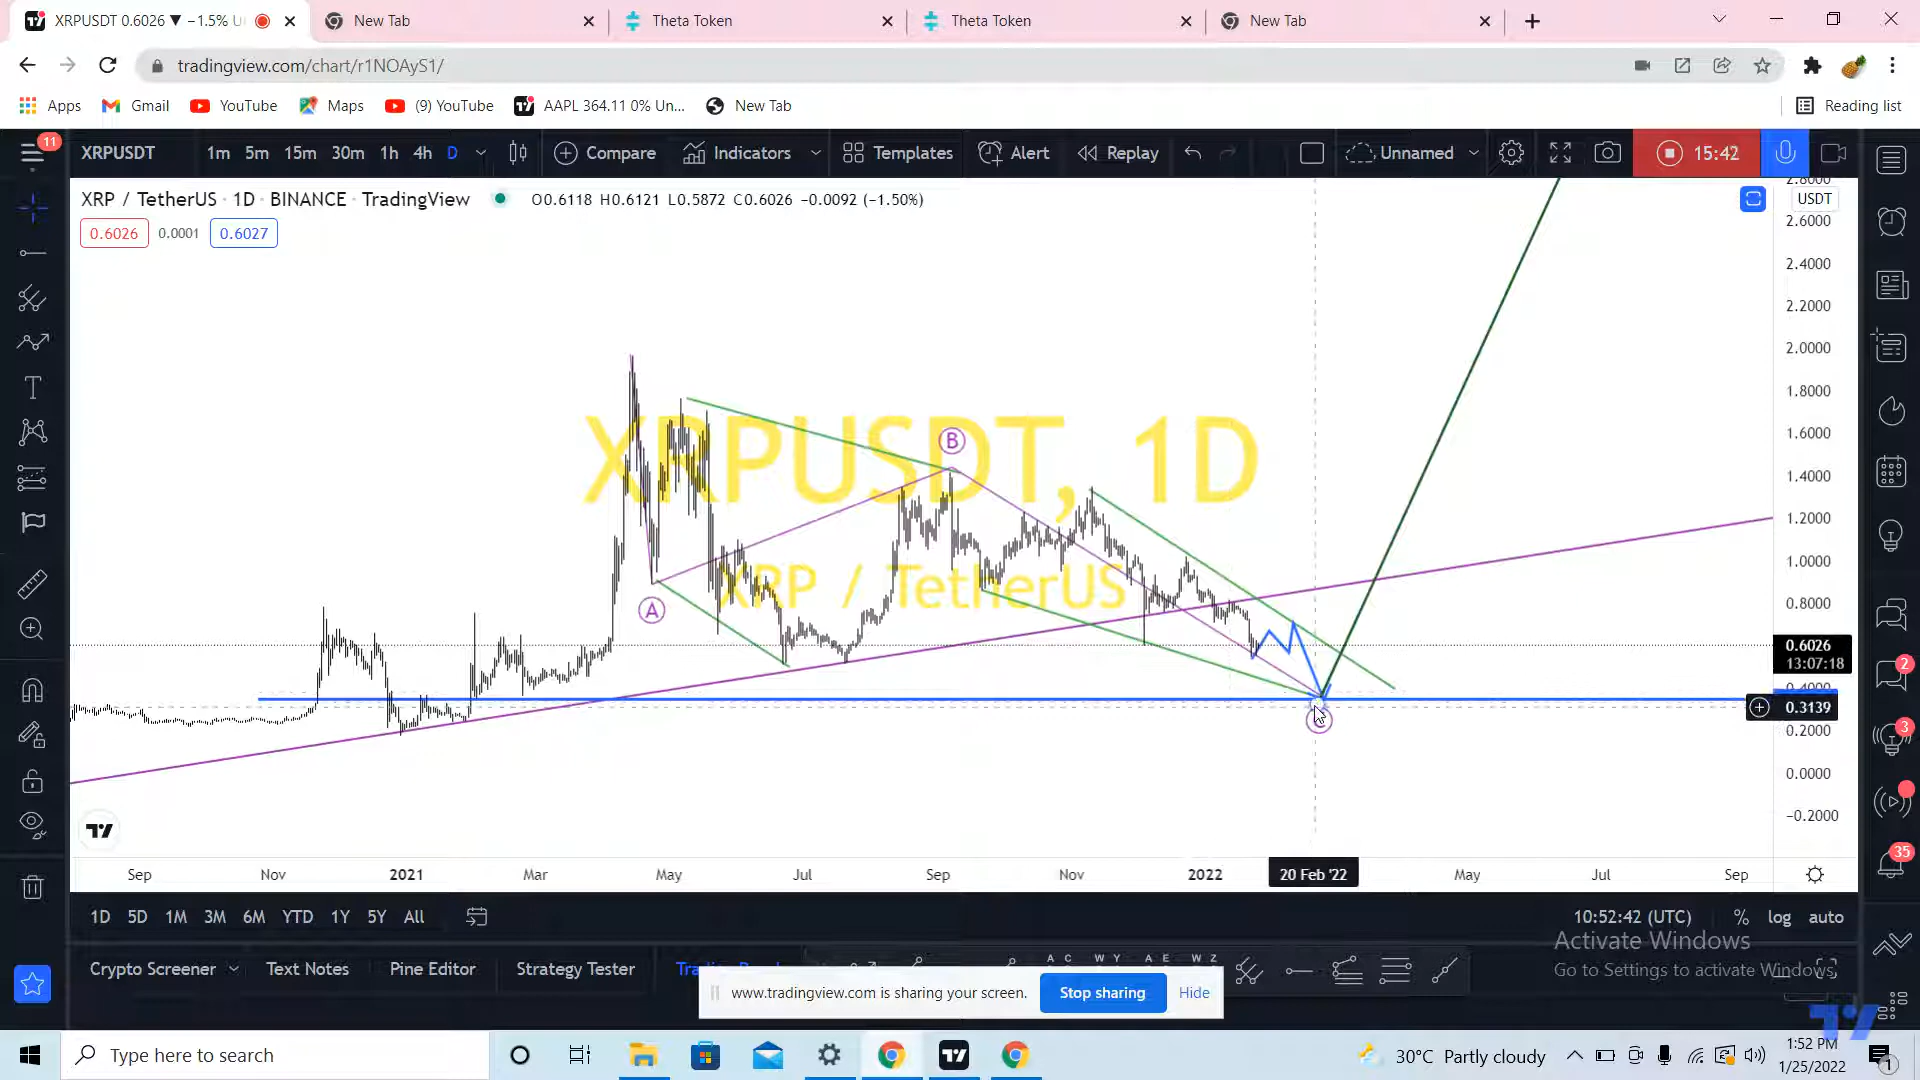 XRPUSDT 0.6026 ▼ −1.5% U
New Tab
Theta Token
Theta Token
New Tab
tradingview.com/chart/r1NOAyS1/
Apps
Gmail
YouTube
Maps
(9) YouTube
AAPL 364.11 0% Un...
New Tab
Reading list
11
XRPUSDT
1m 5m 15m 30m 1h 4h D
Compare
Indicators
Templates
Alert
Replay
Unnamed
15:42
XRP / TetherUS · 1D · BINANCE · TradingView
O0.6118 H0.6121 L0.5872 C0.6026 −0.0092 (−1.50%)
USDT
0.6026
0.0001
0.6027
2.8000
2.6000
2.4000
2.2000
2.0000
1.8000
1.6000
1.4000
1.2000
1.0000
0.8000
0.6026
13:07:18
0.4000
0.3139
0.2000
0.0000
−0.2000
XRPUSDT, 1D
XRP / TetherUS
A
B
C
Sep Nov 2021 Mar May Jul Sep Nov 2022 20 Feb '22 May Jul Sep
1D 5D 1M 3M 6M YTD 1Y 5Y All
10:52:42 (UTC)
% log auto
Activate Windows
Go to Settings to activate Windows.
Crypto Screener
Text Notes
Pine Editor
Strategy Tester
A C W Y A E W Z
www.tradingview.com is sharing your screen.
Stop sharing
Hide
2
3
35
Type here to search
30°C Partly cloudy
1:52 PM
1/25/2022
1